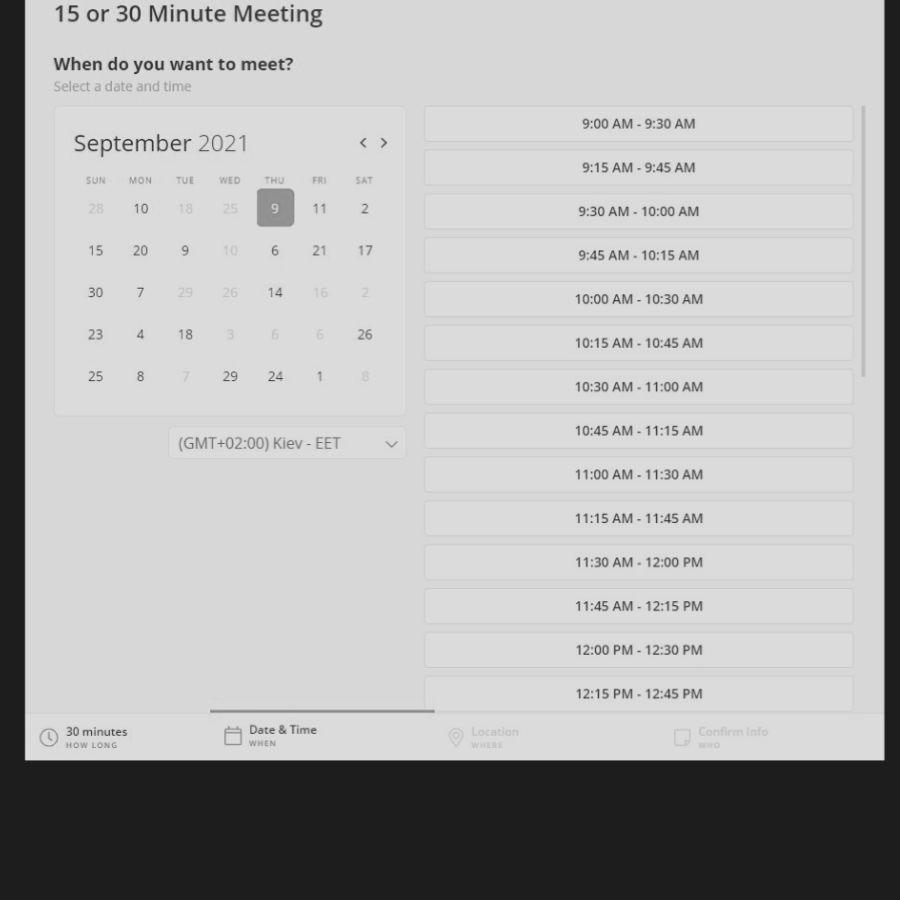 15 or 30 Minute Meeting
When do you want to meet?
Select a date and time
September 2021
SUN MON TUE WED THU FRI SAT
28 10 18 25 9 11 2
15 20 9 10 6 21 17
30 7 29 26 14 16 2
23 4 18 3 6 6 26
25 8 7 29 24 1 8
(GMT+02:00) Kiev - EET
9:00 AM - 9:30 AM
9:15 AM - 9:45 AM
9:30 AM - 10:00 AM
9:45 AM - 10:15 AM
10:00 AM - 10:30 AM
10:15 AM - 10:45 AM
10:30 AM - 11:00 AM
10:45 AM - 11:15 AM
11:00 AM - 11:30 AM
11:15 AM - 11:45 AM
11:30 AM - 12:00 PM
11:45 AM - 12:15 PM
12:00 PM - 12:30 PM
12:15 PM - 12:45 PM
30 minutes
HOW LONG
Date & Time
WHEN
Location
WHERE
Confirm Info
WHO